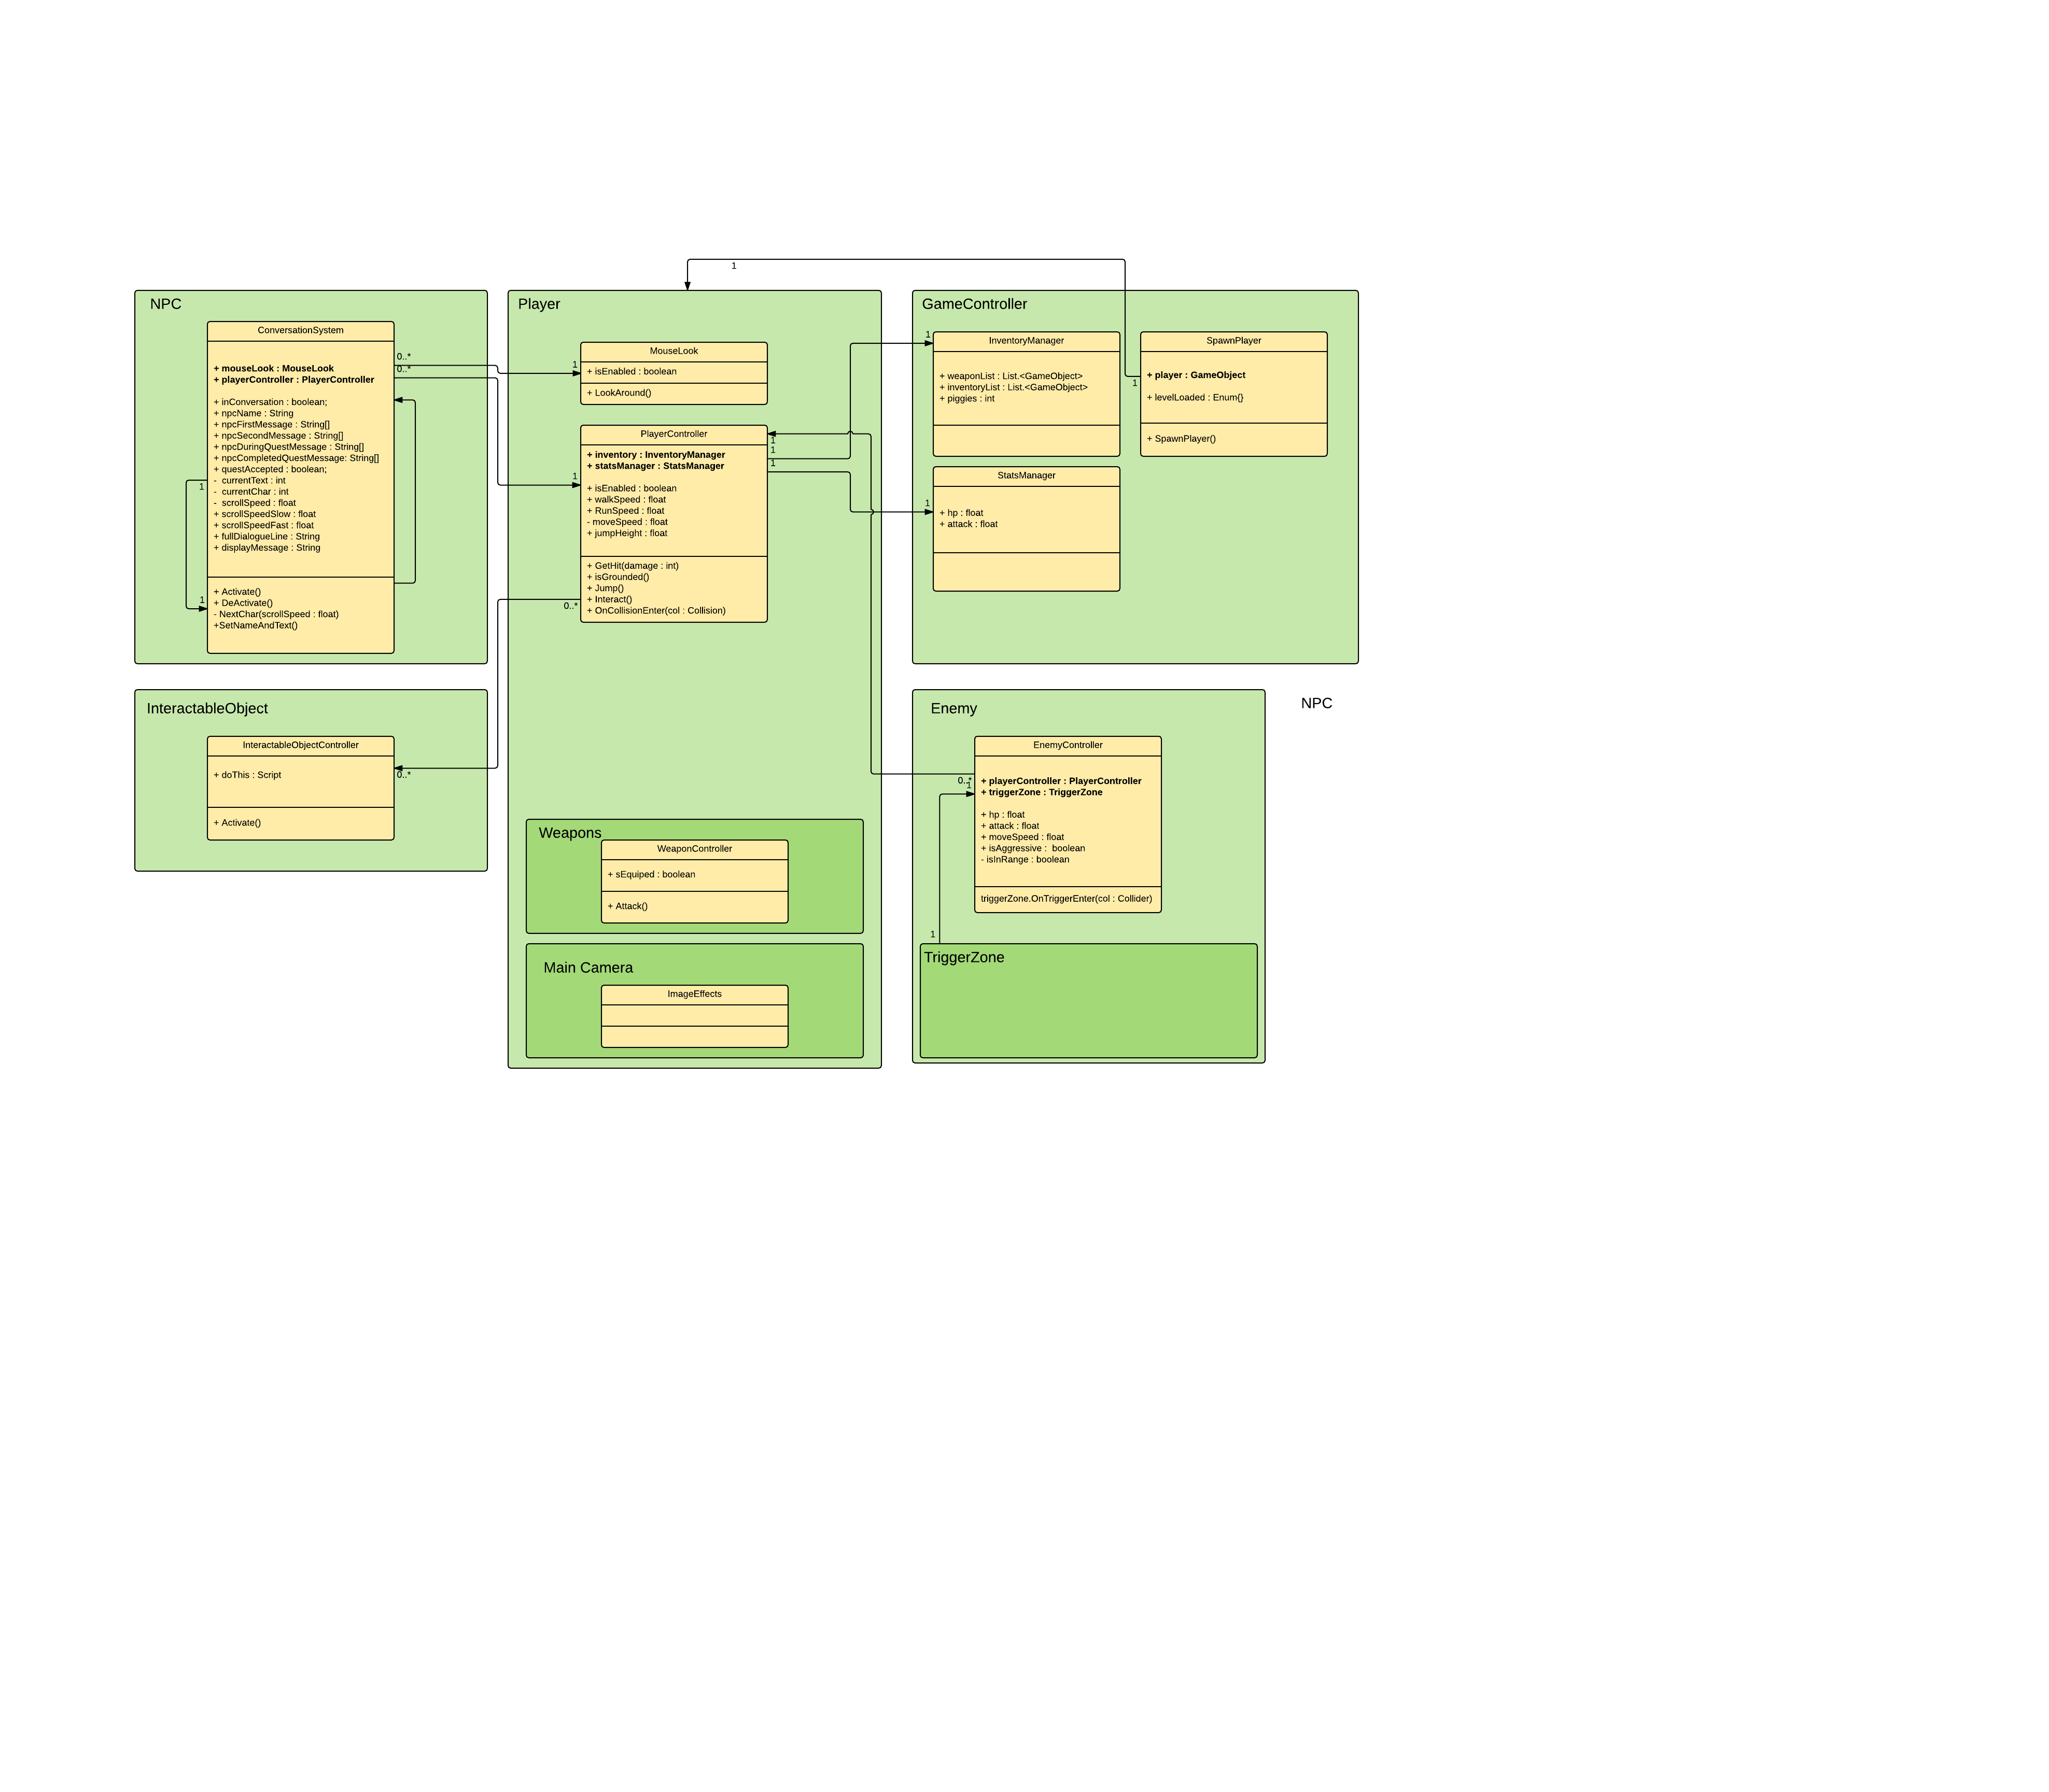 1
NPC
ConversationSystem
0..*
+ mouseLook : MouseLook
0..*
+ playerController : PlayerController
+ inConversation : boolean;
+ npcName : String
+ npcFirstMessage : String[]
+ npcSecondMessage : String[]
+ npcDuringQuestMessage : String[]
+ npcCompletedQuestMessage: String[]
+ questAccepted : boolean;
-  currentText : int
1
-  currentChar : int
-  scrollSpeed : float
+ scrollSpeedSlow : float
+ scrollSpeedFast : float
+ fullDialogueLine : String
+ displayMessage : String
+ Activate()
1
+ DeActivate()
- NextChar(scrollSpeed : float)
+SetNameAndText()
Player
MouseLook
1
+ isEnabled : boolean
+ LookAround()
PlayerController
1
1
1
+ inventory : InventoryManager
+ statsManager : StatsManager
1
+ isEnabled : boolean
+ walkSpeed : float
+ RunSpeed : float
- moveSpeed : float
+ jumpHeight : float
+ GetHit(damage : int)
+ isGrounded()
+ Jump()
+ Interact()
0..*
+ OnCollisionEnter(col : Collision)
GameController
1
InventoryManager
+ weaponList : List.<GameObject>
+ inventoryList : List.<GameObject>
+ piggies : int
SpawnPlayer
+ player : GameObject
1
+ levelLoaded : Enum{}
+ SpawnPlayer()
StatsManager
1
+ hp : float
+ attack : float
InteractableObject
InteractableObjectController
+ doThis : Script
0..*
+ Activate()
Weapons
WeaponController
+ sEquiped : boolean
+ Attack()
Main Camera
ImageEffects
Enemy
NPC
EnemyController
0..*
+ playerController : PlayerController
1
+ triggerZone : TriggerZone
+ hp : float
+ attack : float
+ moveSpeed : float
+ isAggressive :  boolean
- isInRange : boolean
triggerZone.OnTriggerEnter(col : Collider)
1
TriggerZone